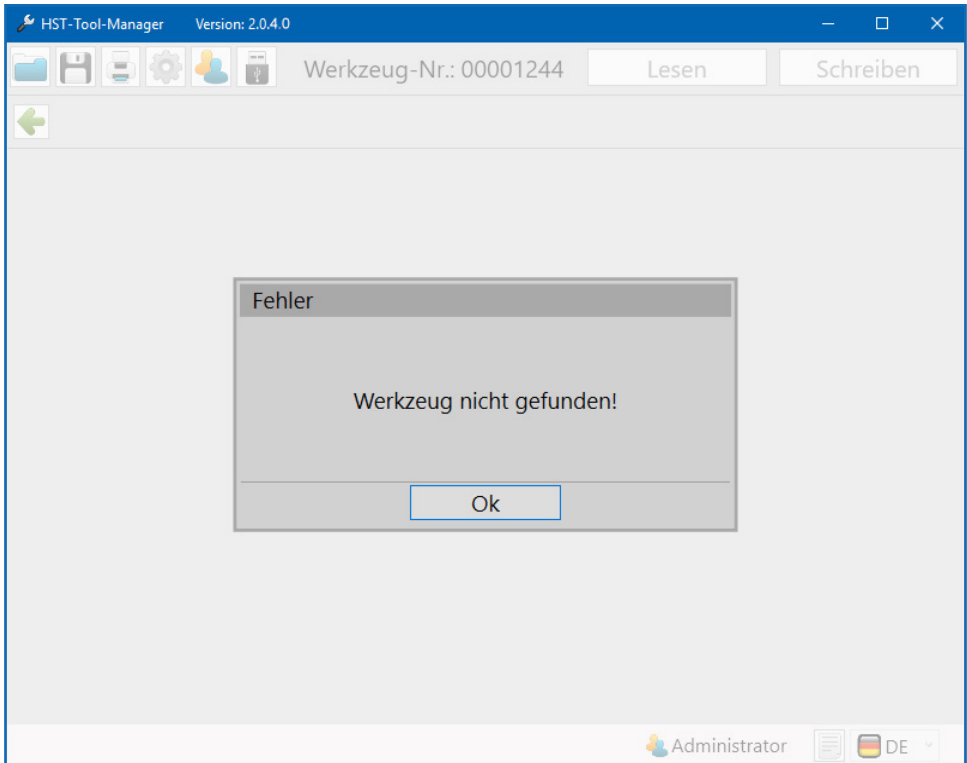 HST-Tool-Manager Version: 2.0.4.0
Werkzeug-Nr.: 00001244 Lesen Schreiben
Fehler
Werkzeug nicht gefunden!
Ok
Administrator DE